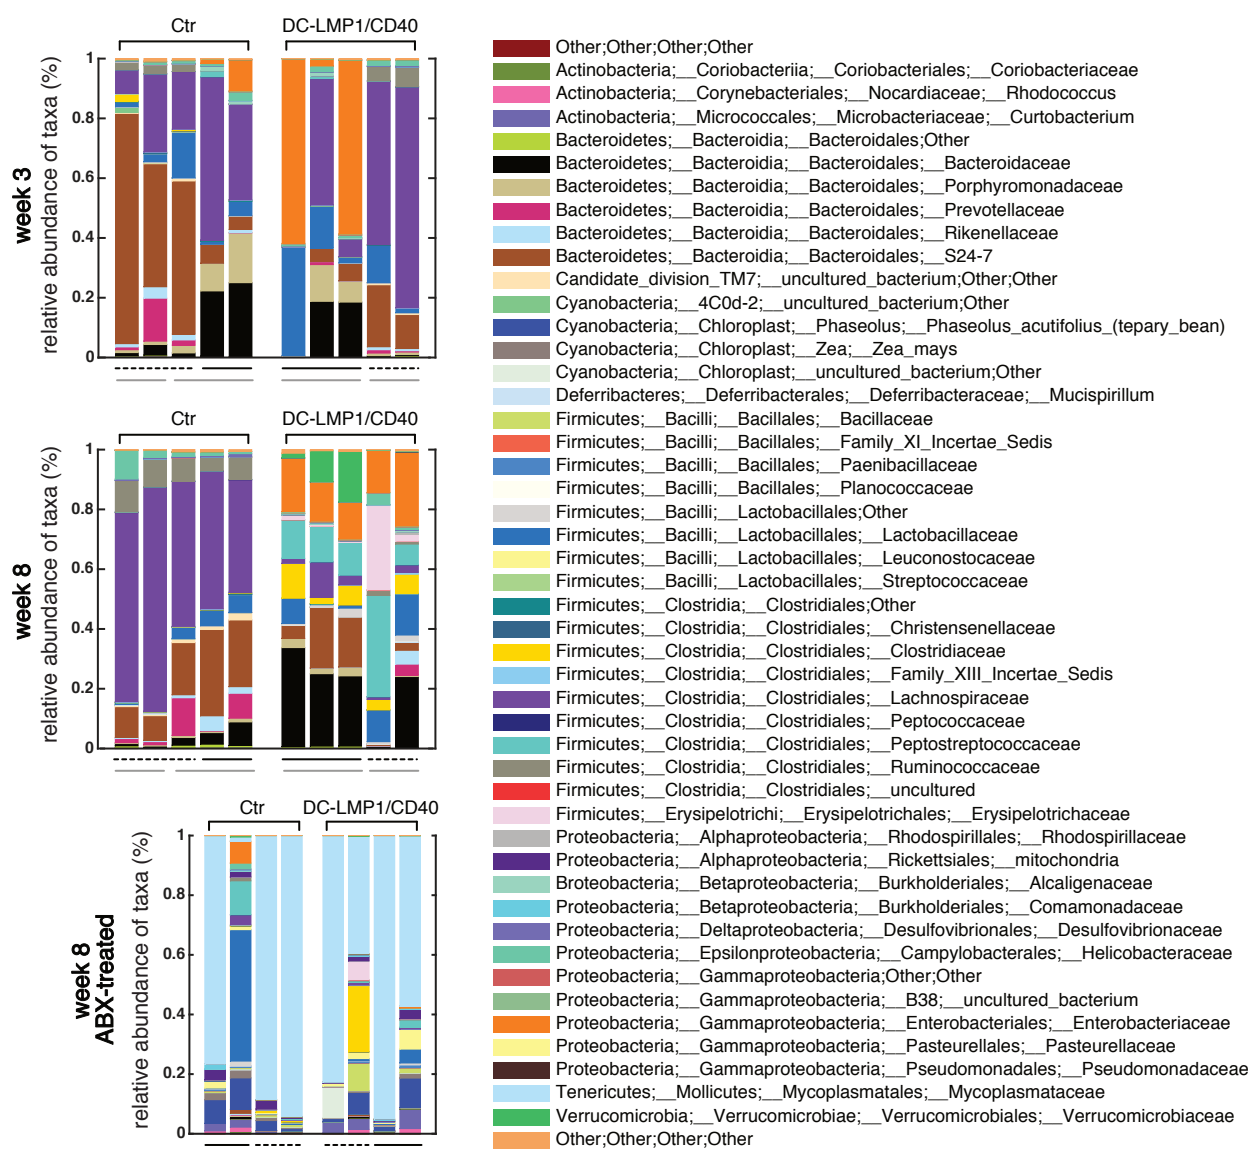 Ctr
DC-LMP1/CD40
week 3
relative abundance of taxa (%)
1
0.8
0.6
0.4
0.2
0
Ctr
DC-LMP1/CD40
week 8
relative abundance of taxa (%)
1
0.8
0.6
0.4
0.2
0
Ctr
DC-LMP1/CD40
week 8
ABX-treated
relative abundance of taxa (%)
1
0.8
0.6
0.4
0.2
0
Other;Other;Other;Other
Actinobacteria;__Coriobacteriia;__Coriobacteriales;__Coriobacteriaceae
Actinobacteria;__Corynebacteriales;__Nocardiaceae;__Rhodococcus
Actinobacteria;__Micrococcales;__Microbacteriaceae;__Curtobacterium
Bacteroidetes;__Bacteroidia;__Bacteroidales;Other
Bacteroidetes;__Bacteroidia;__Bacteroidales;__Bacteroidaceae
Bacteroidetes;__Bacteroidia;__Bacteroidales;__Porphyromonadaceae
Bacteroidetes;__Bacteroidia;__Bacteroidales;__Prevotellaceae
Bacteroidetes;__Bacteroidia;__Bacteroidales;__Rikenellaceae
Bacteroidetes;__Bacteroidia;__Bacteroidales;__S24-7
Candidate_division_TM7;__uncultured_bacterium;Other;Other
Cyanobacteria;__4C0d-2;__uncultured_bacterium;Other
Cyanobacteria;__Chloroplast;__Phaseolus;__Phaseolus_acutifolius_(tepary_bean)
Cyanobacteria;__Chloroplast;__Zea;__Zea_mays
Cyanobacteria;__Chloroplast;__uncultured_bacterium;Other
Deferribacteres;__Deferribacterales;__Deferribacteraceae;__Mucispirillum
Firmicutes;__Bacilli;__Bacillales;__Bacillaceae
Firmicutes;__Bacilli;__Bacillales;__Family_XI_Incertae_Sedis
Firmicutes;__Bacilli;__Bacillales;__Paenibacillaceae
Firmicutes;__Bacilli;__Bacillales;__Planococcaceae
Firmicutes;__Bacilli;__Lactobacillales;Other
Firmicutes;__Bacilli;__Lactobacillales;__Lactobacillaceae
Firmicutes;__Bacilli;__Lactobacillales;__Leuconostocaceae
Firmicutes;__Bacilli;__Lactobacillales;__Streptococcaceae
Firmicutes;__Clostridia;__Clostridiales;Other
Firmicutes;__Clostridia;__Clostridiales;__Christensenellaceae
Firmicutes;__Clostridia;__Clostridiales;__Clostridiaceae
Firmicutes;__Clostridia;__Clostridiales;__Family_XIII_Incertae_Sedis
Firmicutes;__Clostridia;__Clostridiales;__Lachnospiraceae
Firmicutes;__Clostridia;__Clostridiales;__Peptococcaceae
Firmicutes;__Clostridia;__Clostridiales;__Peptostreptococcaceae
Firmicutes;__Clostridia;__Clostridiales;__Ruminococcaceae
Firmicutes;__Clostridia;__Clostridiales;__uncultured
Firmicutes;__Erysipelotrichi;__Erysipelotrichales;__Erysipelotrichaceae
Proteobacteria;__Alphaproteobacteria;__Rhodospirillales;__Rhodospirillaceae
Proteobacteria;__Alphaproteobacteria;__Rickettsiales;__mitochondria
Broteobacteria;__Betaproteobacteria;__Burkholderiales;__Alcaligenaceae
Proteobacteria;__Betaproteobacteria;__Burkholderiales;__Comamonadaceae
Proteobacteria;__Deltaproteobacteria;__Desulfovibrionales;__Desulfovibrionaceae
Proteobacteria;__Epsilonproteobacteria;__Campylobacterales;__Helicobacteraceae
Proteobacteria;__Gammaproteobacteria;Other;Other
Proteobacteria;__Gammaproteobacteria;__B38;__uncultured_bacterium
Proteobacteria;__Gammaproteobacteria;__Enterobacteriales;__Enterobacteriaceae
Proteobacteria;__Gammaproteobacteria;__Pasteurellales;__Pasteurellaceae
Proteobacteria;__Gammaproteobacteria;__Pseudomonadales;__Pseudomonadaceae
Tenericutes;__Mollicutes;__Mycoplasmatales;__Mycoplasmataceae
Verrucomicrobia;__Verrucomicrobiae;__Verrucomicrobiales;__Verrucomicrobiaceae
Other;Other;Other;Other